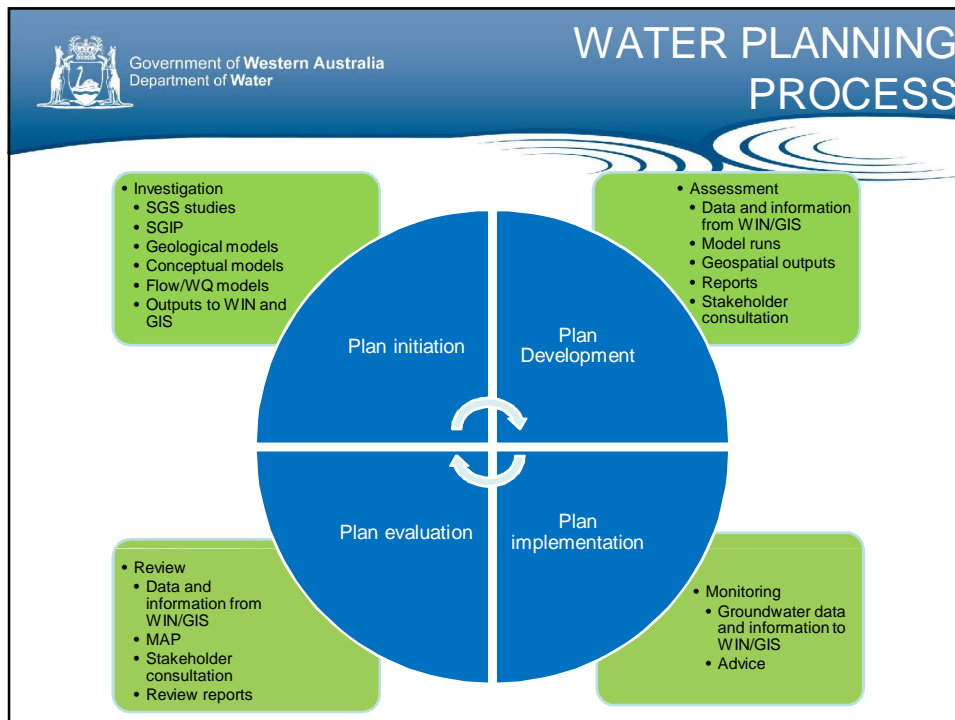 Government of Western Australia
Department of Water
WATER PLANNING
PROCESS
• Investigation
• SGS studies
• SGIP
• Geological models
• Conceptual models
• Flow/WQ models
• Outputs to WIN and
GIS
• Assessment
• Data and information
from WIN/GIS
• Model runs
• Geospatial outputs
• Reports
• Stakeholder
consultation
Plan initiation
Plan
Development
Plan evaluation
Plan
implementation
• Review
• Data and
information from
WIN/GIS
• MAP
• Stakeholder
consultation
• Review reports
• Monitoring
• Groundwater data
and information to
WIN/GIS
• Advice